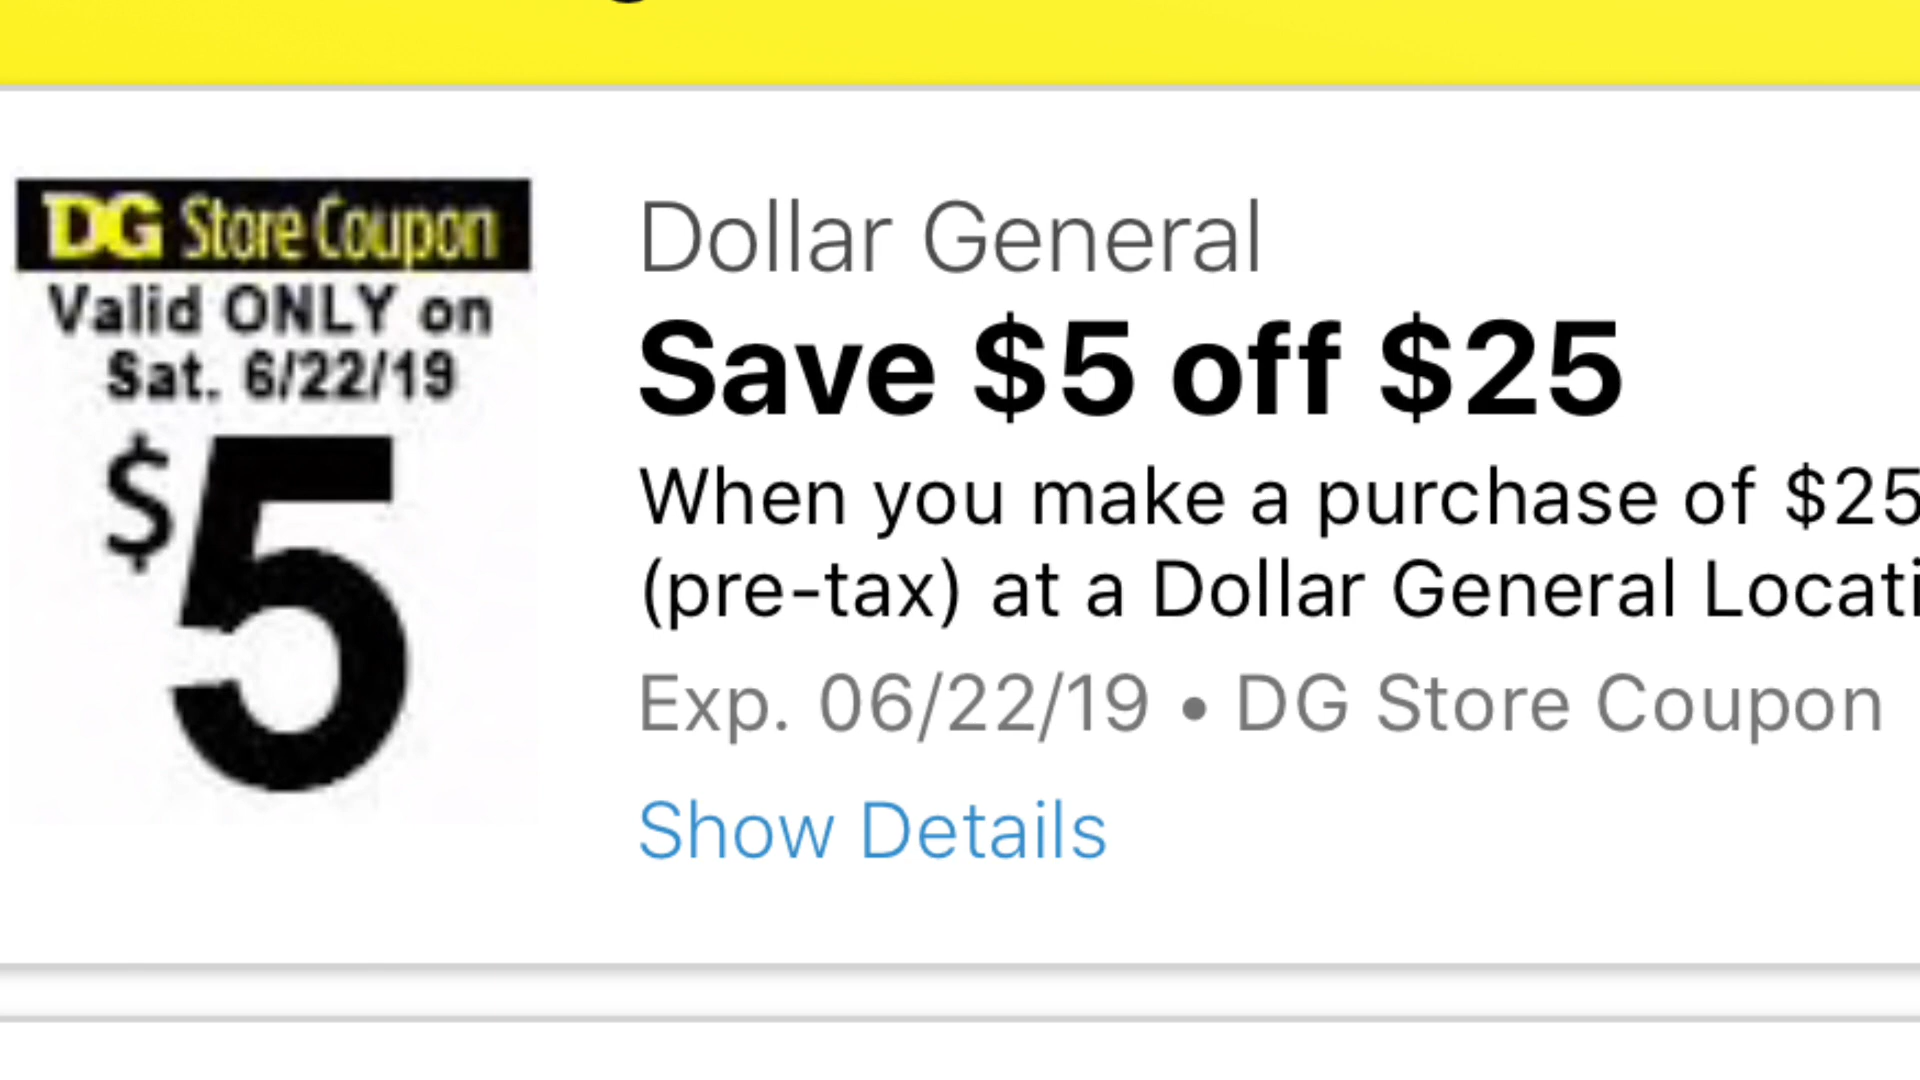 DG Store Coupon
Valid ONLY on
Sat. 6/22/19
$5
Dollar General
Save $5 off $25
When you make a purchase of $25
(pre-tax) at a Dollar General Locati
Exp. 06/22/19 • DG Store Coupon
Show Details